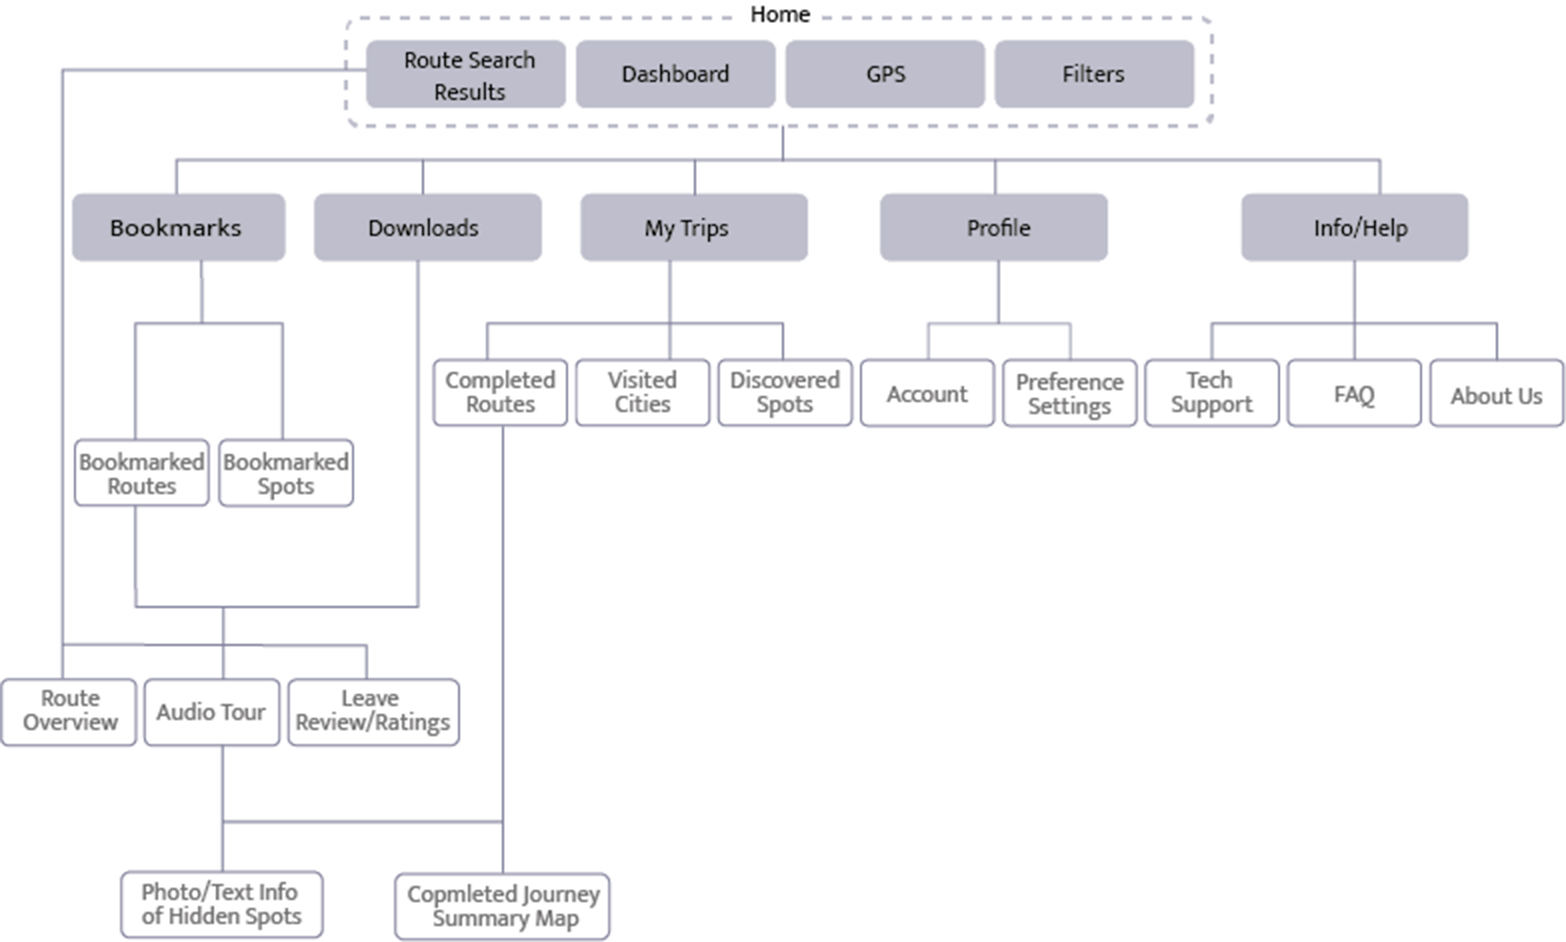 Home
Route Search
Results
Dashboard
GPS
Filters
Bookmarks
Downloads
My Trips
Profile
Info/Help
Completed
Routes
Visited
Cities
Discovered
Spots
Account
Preference
Settings
Tech
Support
FAQ
About Us
Bookmarked
Routes
Bookmarked
Spots
Route
Overview
Audio Tour
Leave
Review/Ratings
Photo/Text Info
of Hidden Spots
Copmleted Journey
Summary Map